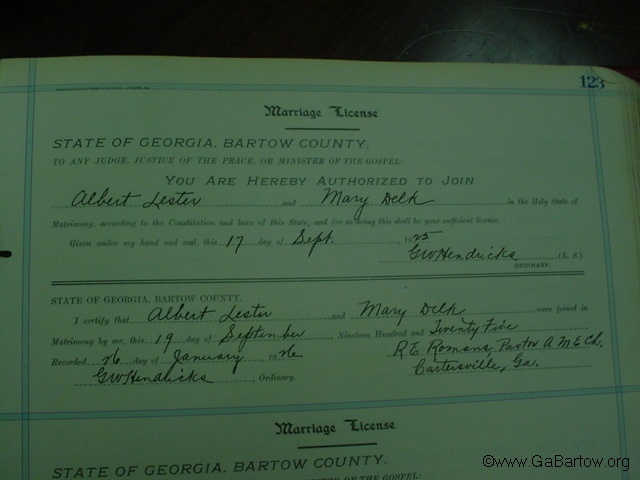 123
Marriage License
STATE OF GEORGIA, BARTOW COUNTY.
TO ANY JUDGE, JUSTICE OF THE PEACE, OR MINISTER OF THE GOSPEL:
YOU ARE HEREBY AUTHORIZED TO JOIN
Albert Lester and Mary Delk in the Holy State of
Matrimony, according to the Constitution and laws of this State, and for so doing this shall be your sufficient license.
Given under my hand and seal, this 17 day of Sept. 1925
GW Hendricks (L. S.)
ORDINARY.
STATE OF GEORGIA, BARTOW COUNTY.
I certify that Albert Lester and Mary Delk were joined in
Matrimony by me, this 19 day of September, Nineteen Hundred and Twenty Five
Recorded 26 day of January 1926 R.E. Romans, Pastor A M E Ch.
GW Hendricks, Ordinary. Cartersville, Ga.
Marriage License
STATE OF GEORGIA, BARTOW COUNTY.
©www.GaBartow.org